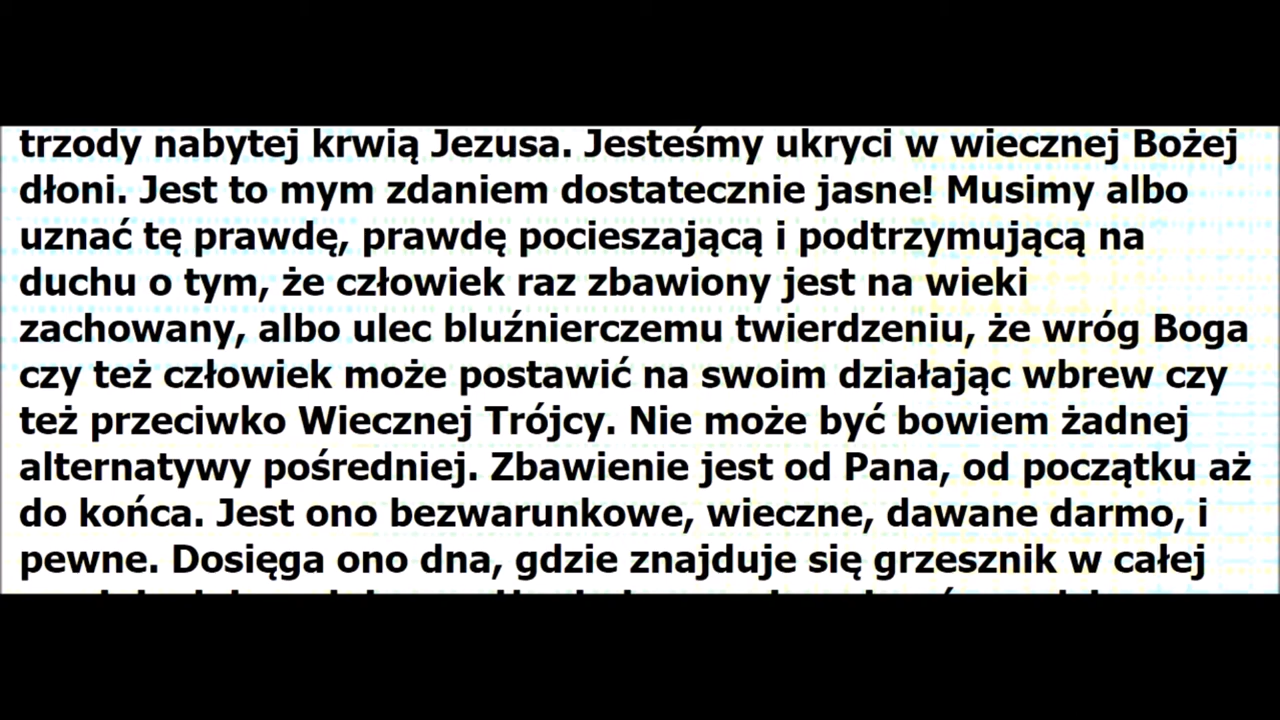 trzody nabytej krwią Jezusa. Jesteśmy ukryci w wiecznej Bożej
dłoni. Jest to mym zdaniem dostatecznie jasne! Musimy albo
uznać tę prawdę, prawdę pocieszającą i podtrzymującą na
duchu o tym, że człowiek raz zbawiony jest na wieki
zachowany, albo ulec bluźnierczemu twierdzeniu, że wróg Boga
czy też człowiek może postawić na swoim działając wbrew czy
też przeciwko Wiecznej Trójcy. Nie może być bowiem żadnej
alternatywy pośredniej. Zbawienie jest od Pana, od początku aż
do końca. Jest ono bezwarunkowe, wieczne, dawane darmo, i
pewne. Dosięga ono dna, gdzie znajduje się grzesznik w całej